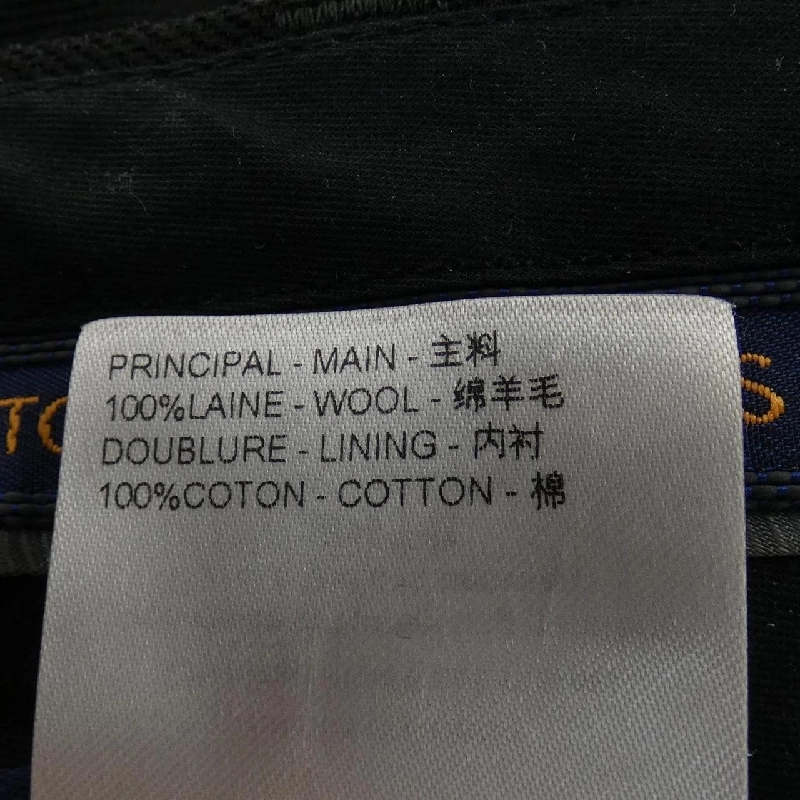 PRINCIPAL - MAIN - 主料
100%LAINE - WOOL - 绵羊毛
DOUBLURE - LINING - 内衬
100%COTON - COTTON - 棉